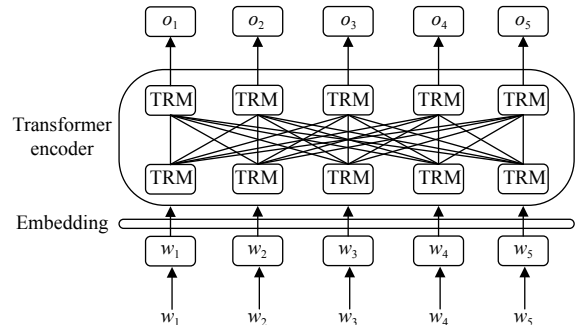 o₁ o₂ o₃ o₄ o₅
TRM TRM TRM TRM TRM
Transformer
encoder
TRM TRM TRM TRM TRM
Embedding
w₁ w₂ w₃ w₄ w₅
w₁ w₂ w₃ w₄ w₅